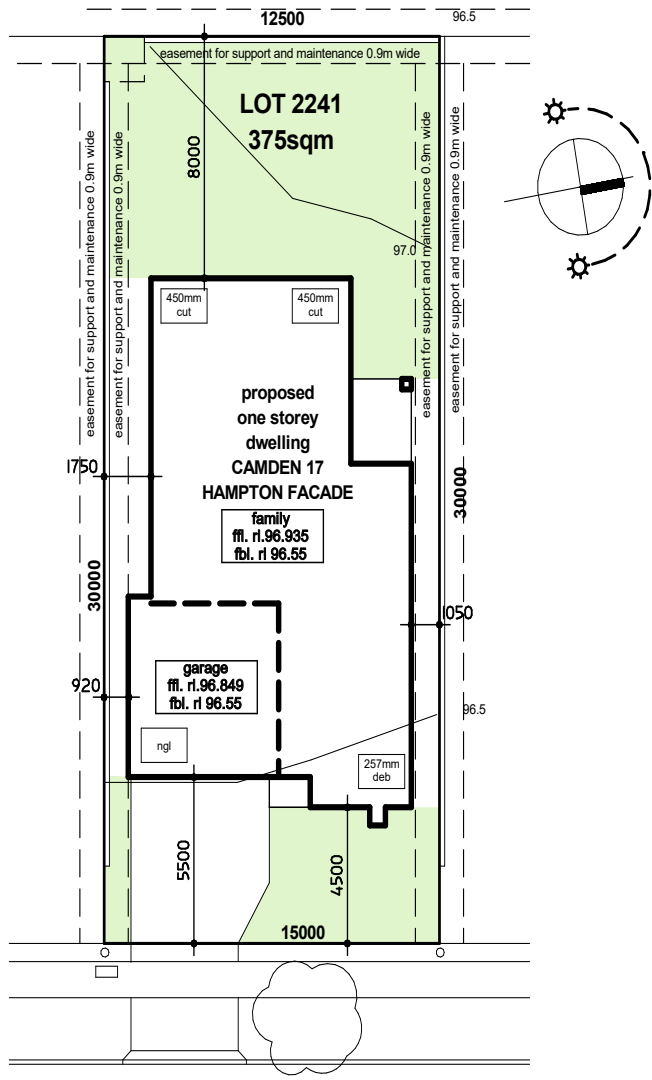 12500
96.5
easement for support and maintenance 0.9m wide
LOT 2241
375sqm
8000
easement for support and maintenance 0.9m wide
easement for support and maintenance 0.9m wide
easement for support and maintenance 0.9m wide
easement for support and maintenance 0.9m wide
97.0
450mm
cut
450mm
cut
proposed
one storey
dwelling
CAMDEN 17
HAMPTON FACADE
1750
family
ffl. rl.96.935
fbl. rl 96.55
30000
30000
1050
garage
ffl. rl.96.849
fbl. rl 96.55
920
96.5
ngl
257mm
deb
5500
4500
15000